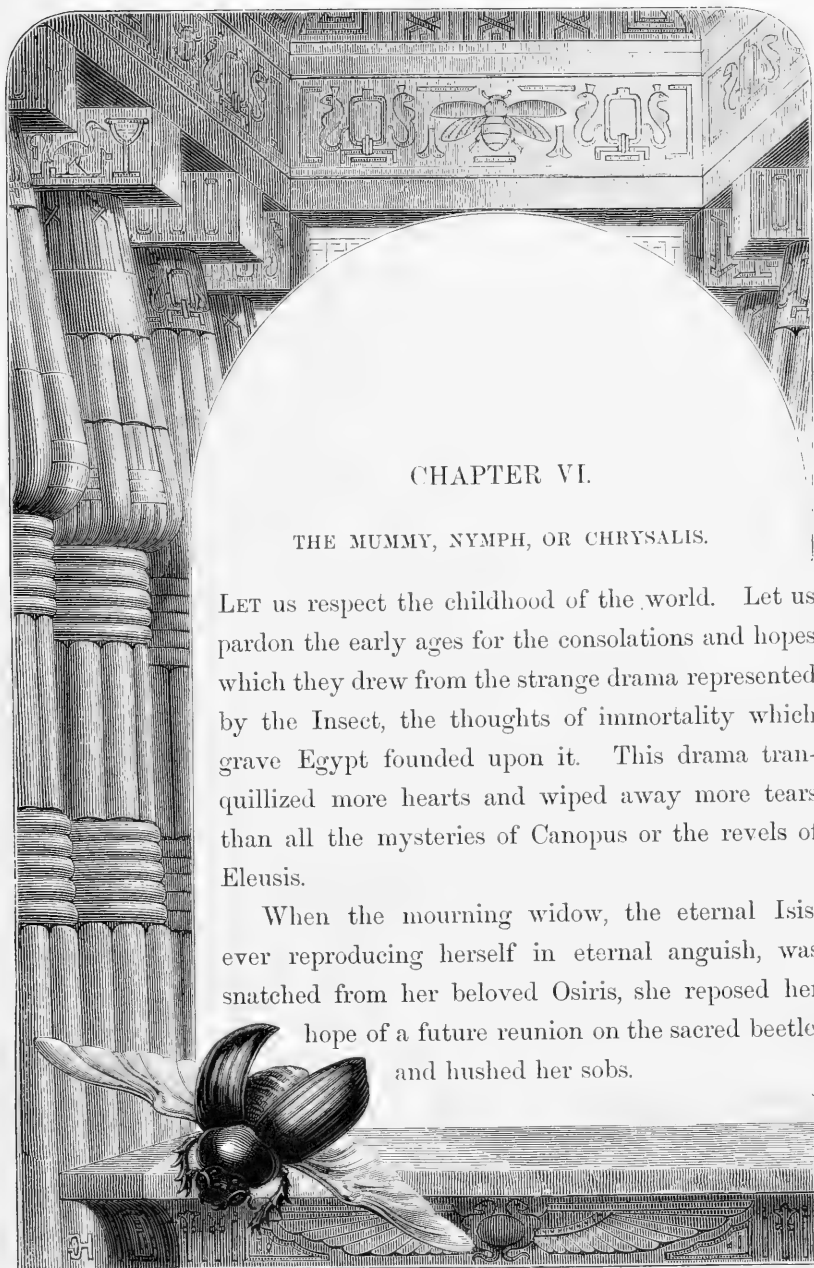 CHAPTER VI.
THE MUMMY, NYMPH, OR CHRYSALIS.
LET us respect the childhood of the world. Let us
pardon the early ages for the consolations and hopes
which they drew from the strange drama represented
by the Insect, the thoughts of immortality which
grave Egypt founded upon it. This drama tran-
quillized more hearts and wiped away more tears
than all the mysteries of Canopus or the revels of
Eleusis.
When the mourning widow, the eternal Isis
ever reproducing herself in eternal anguish, was
snatched from her beloved Osiris, she reposed her
hope of a future reunion on the sacred beetle
and hushed her sobs.